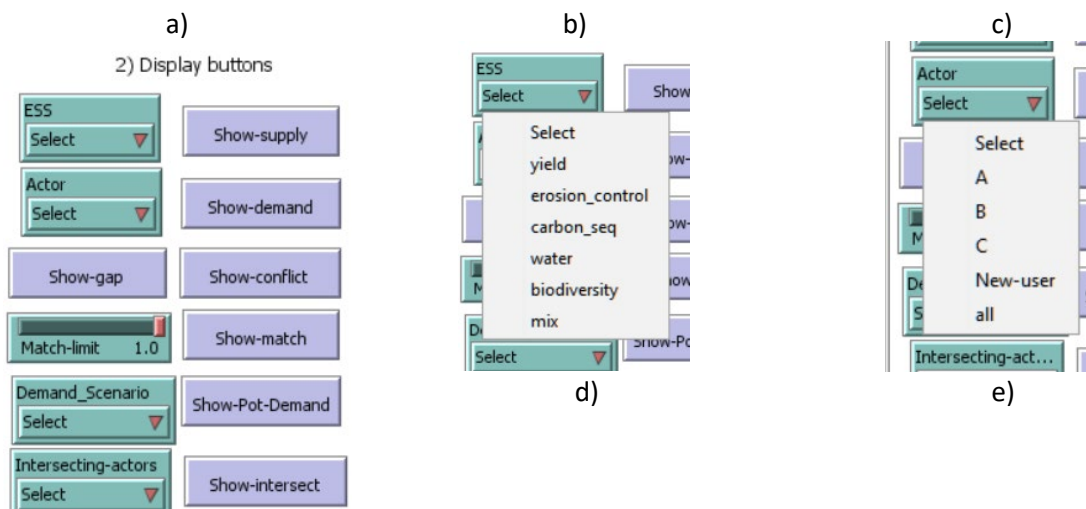 a)
2) Display buttons
ESS
Select
Show-supply
Actor
Select
Show-demand
Show-gap
Show-conflict
Match-limit 1.0
Show-match
Demand_Scenario
Select
Show-Pot-Demand
Intersecting-actors
Select
Show-intersect
b)
ESS
Select
Show
Select
yield
erosion_control
carbon_seq
water
biodiversity
mix
Select
d)
c)
Actor
Select
Select
A
B
C
New-user
all
Intersecting-act...
e)